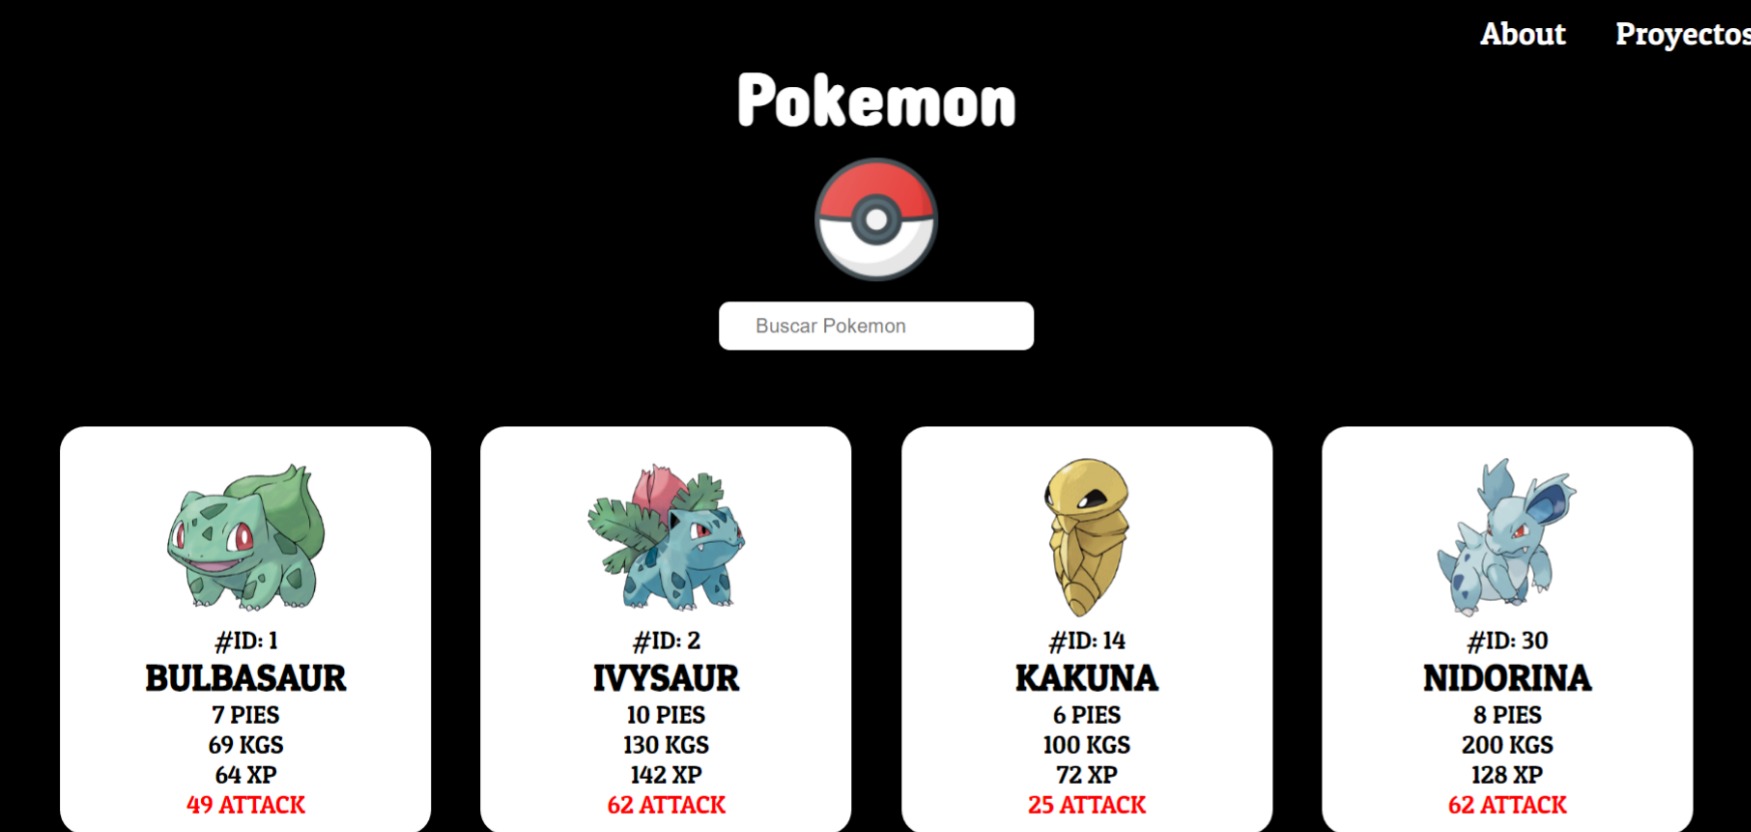 About Proyectos
Pokemon
Buscar Pokemon
#ID: 1
BULBASAUR
7 PIES
69 KGS
64 XP
49 ATTACK
#ID: 2
IVYSAUR
10 PIES
130 KGS
142 XP
62 ATTACK
#ID: 14
KAKUNA
6 PIES
100 KGS
72 XP
25 ATTACK
#ID: 30
NIDORINA
8 PIES
200 KGS
128 XP
62 ATTACK